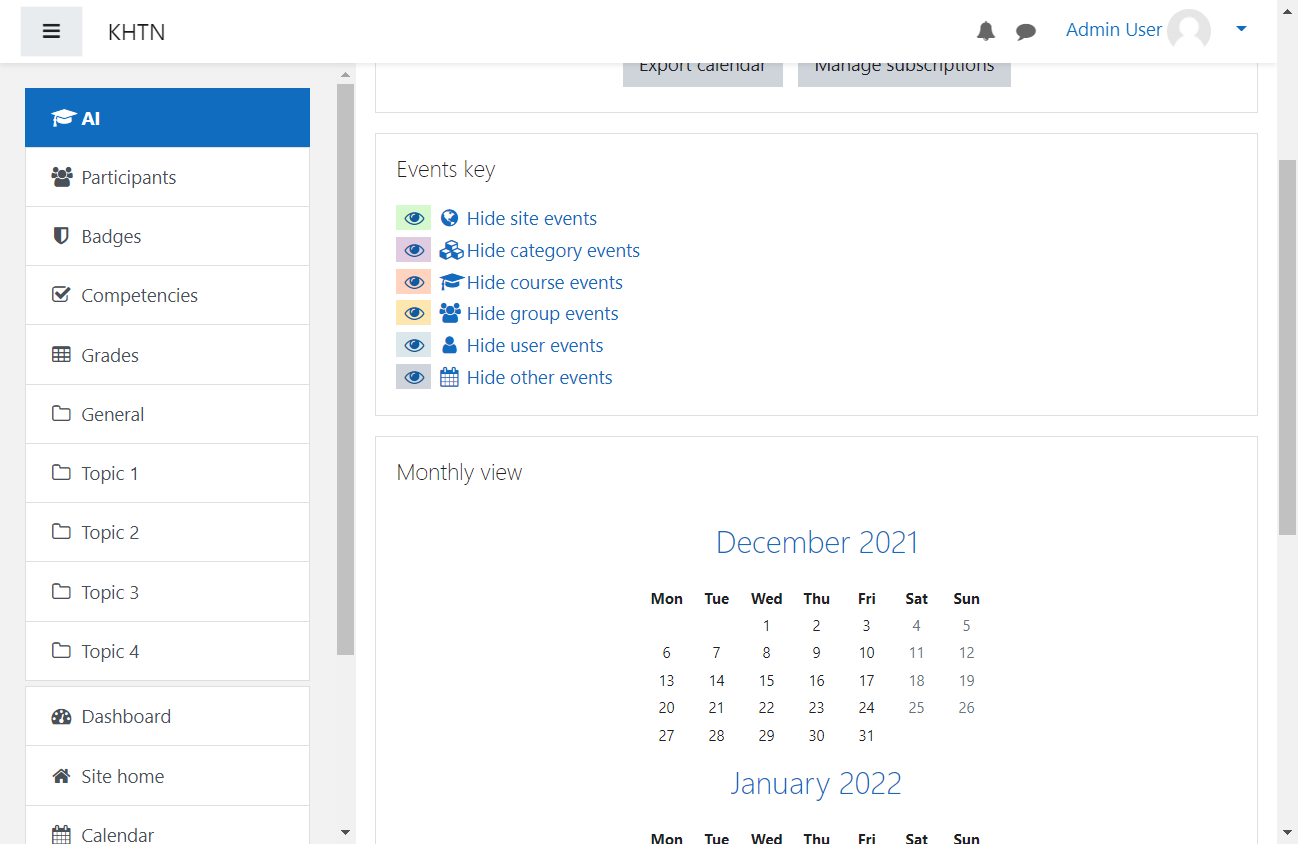 KHTN
Admin User
AI
Participants
Badges
Competencies
Grades
General
Topic 1
Topic 2
Topic 3
Topic 4
Dashboard
Site home
Calendar
Export calendar
Manage subscriptions
Events key
Hide site events
Hide category events
Hide course events
Hide group events
Hide user events
Hide other events
Monthly view
December 2021
Mon Tue Wed Thu Fri Sat Sun
1 2 3 4 5
6 7 8 9 10 11 12
13 14 15 16 17 18 19
20 21 22 23 24 25 26
27 28 29 30 31
January 2022
Mon Tue Wed Thu Fri Sat Sun